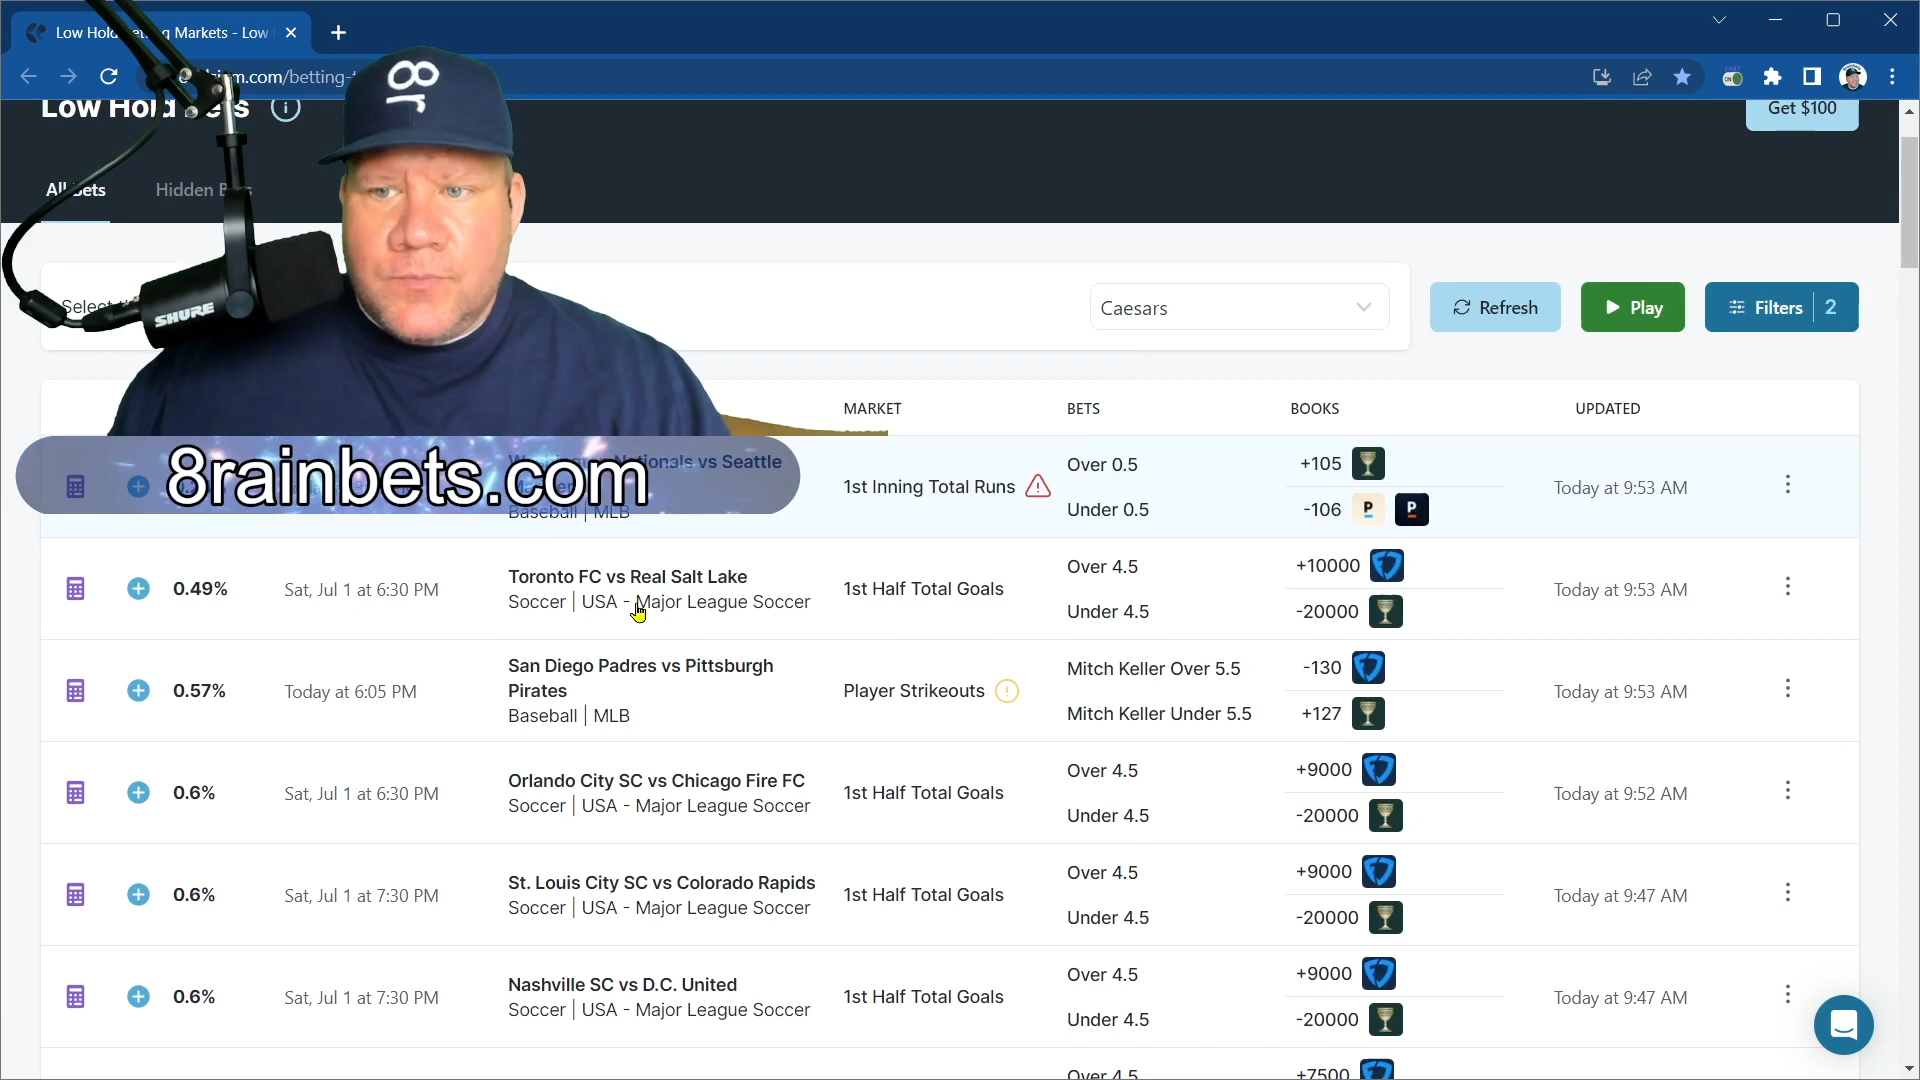 Low Hold Betting Markets - Low
.com/betting-
Low Hold Bets
Get $100
All Bets
Hidden Bets
SHURE
8r
Caesars
Refresh
Play
Filters 2
MARKET BETS BOOKS UPDATED
8rainbets.com
Washington Nationals vs Seattle
Baseball | MLB
1st Inning Total Runs
Over 0.5 +105
Under 0.5 -106 P P
Today at 9:53 AM
0.49% Sat, Jul 1 at 6:30 PM
Toronto FC vs Real Salt Lake
Soccer | USA - Major League Soccer
1st Half Total Goals
Over 4.5 +10000
Under 4.5 -20000
Today at 9:53 AM
0.57% Today at 6:05 PM
San Diego Padres vs Pittsburgh
Pirates
Baseball | MLB
Player Strikeouts
Mitch Keller Over 5.5 -130
Mitch Keller Under 5.5 +127
Today at 9:53 AM
0.6% Sat, Jul 1 at 6:30 PM
Orlando City SC vs Chicago Fire FC
Soccer | USA - Major League Soccer
1st Half Total Goals
Over 4.5 +9000
Under 4.5 -20000
Today at 9:52 AM
0.6% Sat, Jul 1 at 7:30 PM
St. Louis City SC vs Colorado Rapids
Soccer | USA - Major League Soccer
1st Half Total Goals
Over 4.5 +9000
Under 4.5 -20000
Today at 9:47 AM
0.6% Sat, Jul 1 at 7:30 PM
Nashville SC vs D.C. United
Soccer | USA - Major League Soccer
1st Half Total Goals
Over 4.5 +9000
Under 4.5 -20000
Today at 9:47 AM
Over 4.5 +7500